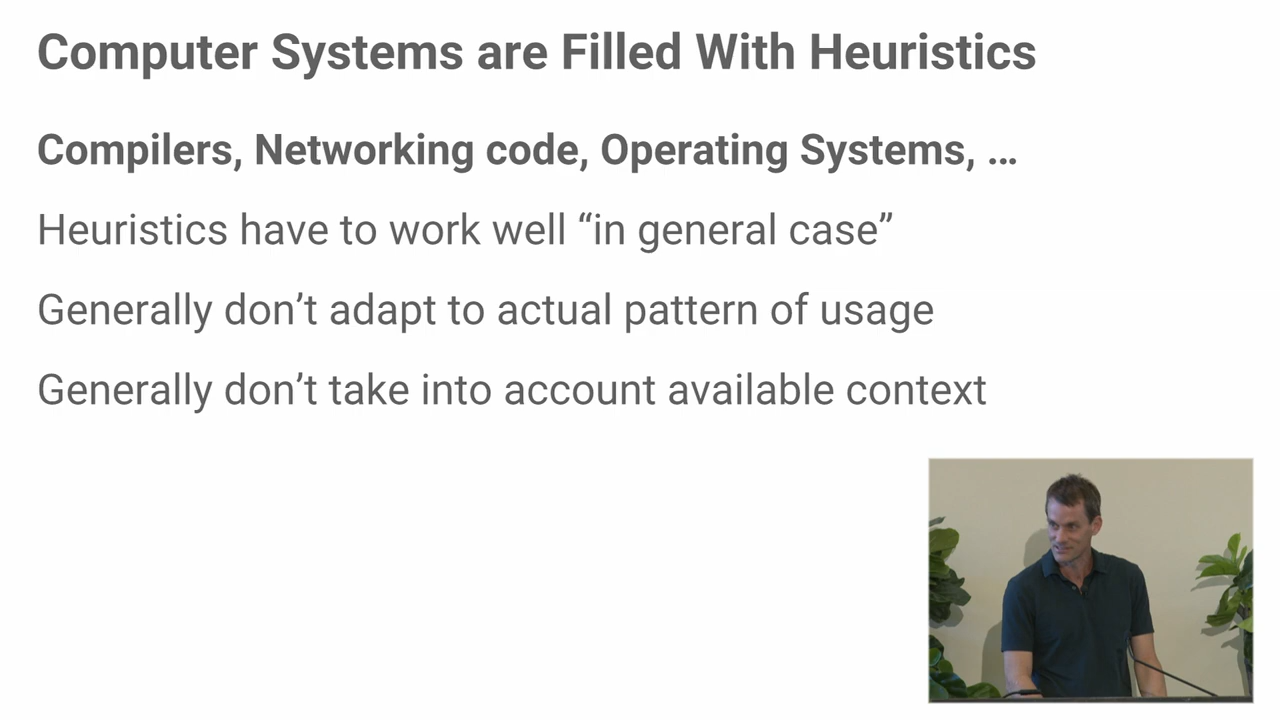 Computer Systems are Filled With Heuristics
Compilers, Networking code, Operating Systems, …
Heuristics have to work well “in general case”
Generally don’t adapt to actual pattern of usage
Generally don’t take into account available context